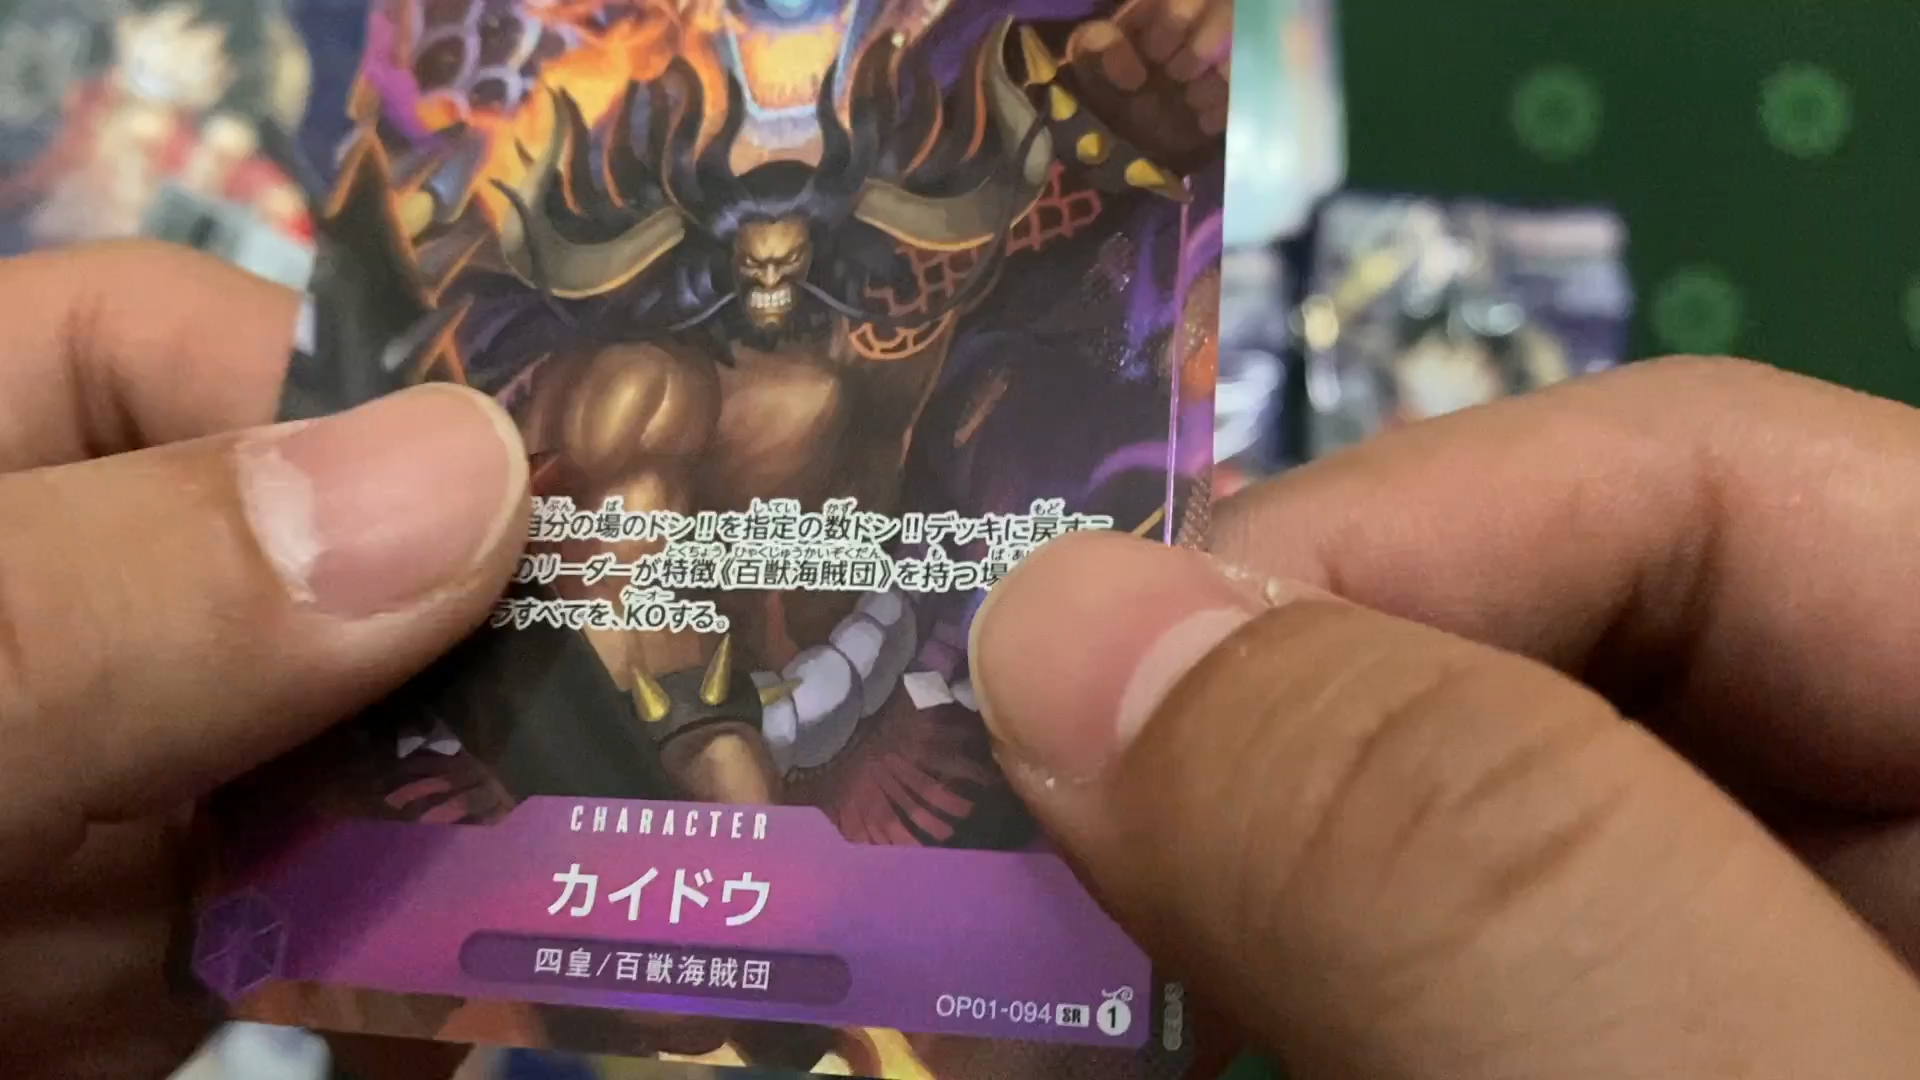 自分の場のドン!!を指定の数ドン!!デッキに戻すこ
のリーダーが特徴《百獣海賊団》を持つ場
ラすべてを、KOする。
CHARACTER
カイドウ
四皇/百獣海賊団
OP01-094 SR 1